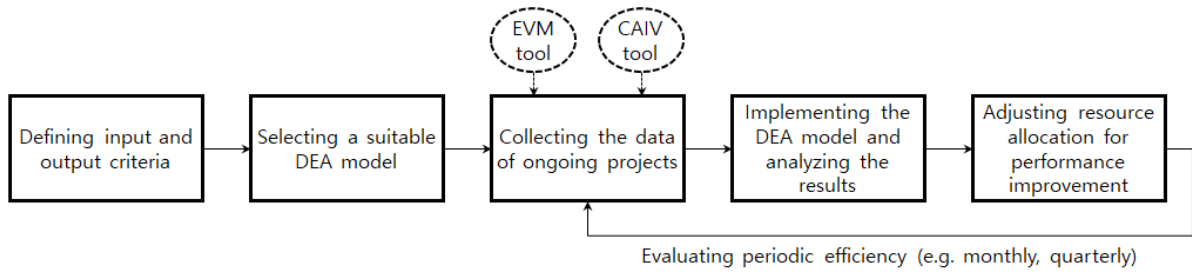 EVM
tool
CAIV
tool
Defining input and
output criteria
Selecting a suitable
DEA model
Collecting the data
of ongoing projects
Implementing the
DEA model and
analyzing the
results
Adjusting resource
allocation for
performance
improvement
Evaluating periodic efficiency (e.g. monthly, quarterly)